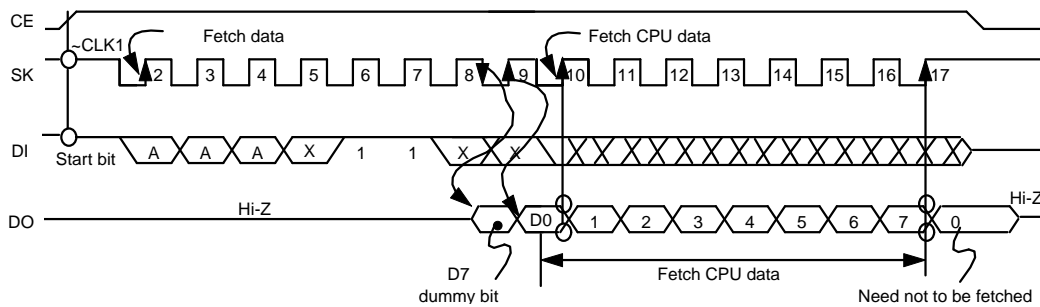 CE
~CLK1 Fetch data Fetch CPU data
SK 2 3 4 5 6 7 8 9 10 11 12 13 14 15 16 17
DI Start bit A A A X 1 1 X X
Hi-Z Hi-Z
DO D0 1 2 3 4 5 6 7 0
D7 Fetch CPU data
dummy bit Need not to be fetched